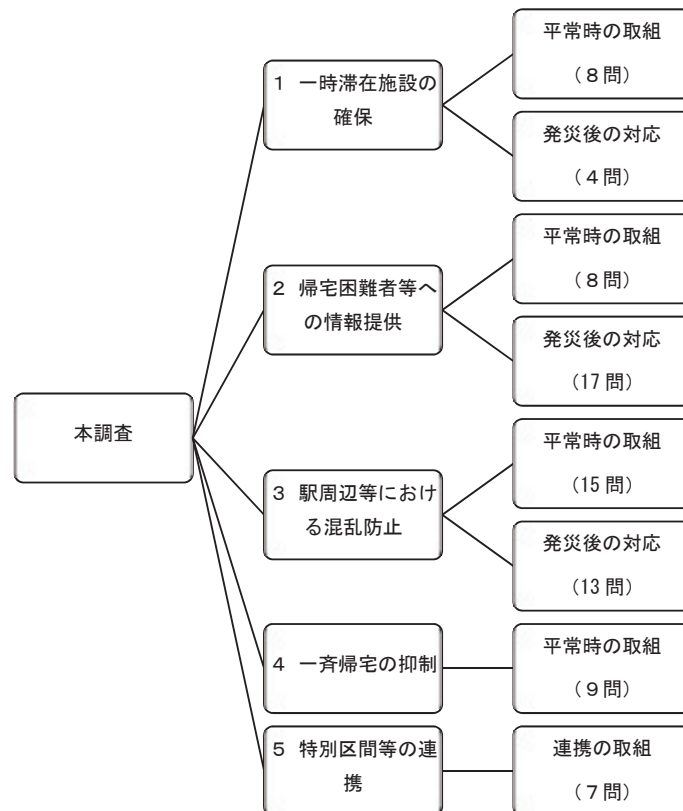 本調査
1 一時滞在施設の
確保
平常時の取組
(8問)
発災後の対応
(4問)
2 帰宅困難者等へ
の情報提供
平常時の取組
(8問)
発災後の対応
(17問)
3 駅周辺等におけ
る混乱防止
平常時の取組
(15問)
発災後の対応
(13問)
4 一斉帰宅の抑制
平常時の取組
(9問)
5 特別区間等の連
携
連携の取組
(7問)